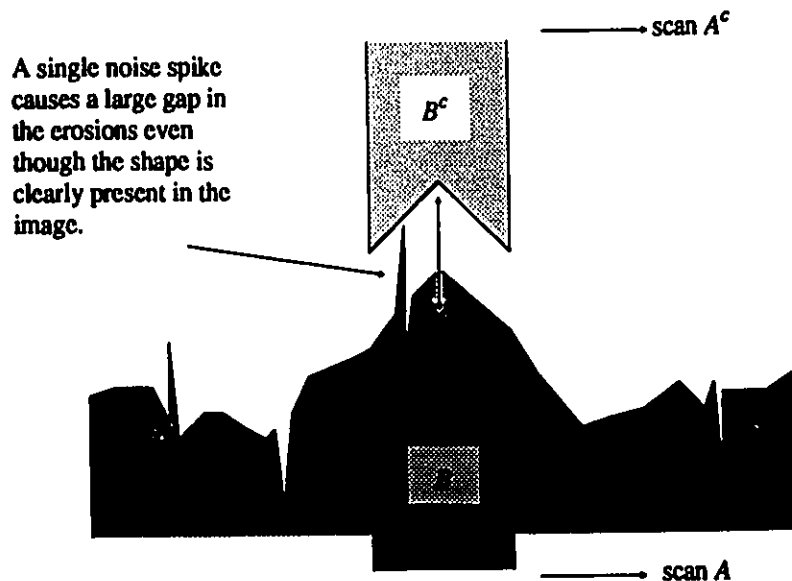 scan A^c
A single noise spike
causes a large gap in
the erosions even
though the shape is
clearly present in the
image.
B^c
B
scan A